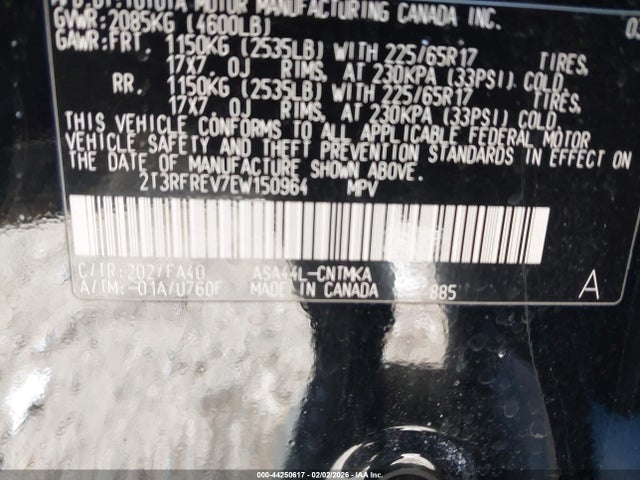 MFD.BY:TOYOTA MOTOR MANUFACTURING CANADA INC. 03
GVWR:2085KG (4600LB)
GAWR:FRT. 1150KG (2535LB) WITH 225/65R17 TIRES,
17X7.0J RIMS, AT 230KPA (33PSI) COLD.
RR. 1150KG (2535LB) WITH 225/65R17 TIRES,
17X7.0J RIMS, AT 230KPA (33PSI) COLD.
THIS VEHICLE CONFORMS TO ALL APPLICABLE FEDERAL MOTOR
VEHICLE SAFETY AND THEFT PREVENTION STANDARDS IN EFFECT ON
THE DATE OF MANUFACTURE SHOWN ABOVE.
2T3RFREV7EW150964 MPV
C/TR:202/FA40 ASA44L-CNTMKA A
A/TM:-01A/U760F MADE IN CANADA 885
000-44250617 - 02/02/2026 - IAA Inc.